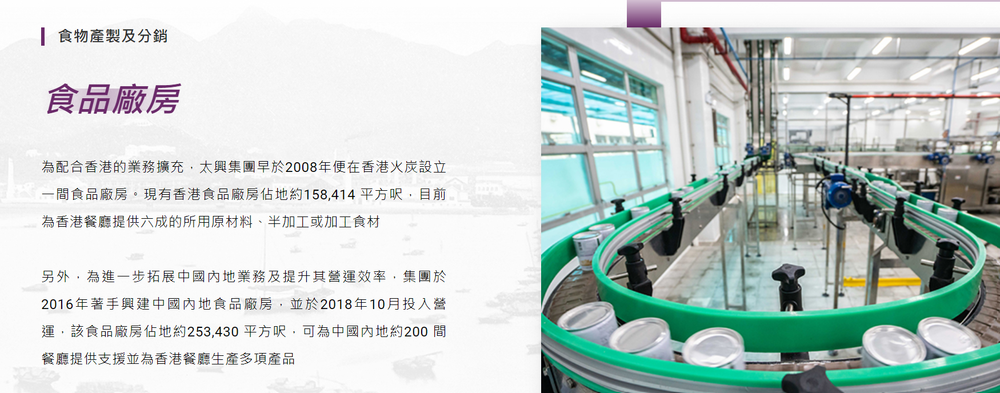 食物產製及分銷
食品廠房
為配合香港的業務擴充，太興集團早於2008年便在香港火炭設立
一間食品廠房。現有香港食品廠房佔地約158,414 平方呎，目前
為香港餐廳提供六成的所用原材料、半加工或加工食材
另外，為進一步拓展中國內地業務及提升其營運效率，集團於
2016年著手興建中國內地食品廠房，並於2018年10月投入營
運，該食品廠房佔地約253,430 平方呎，可為中國內地約200 間
餐廳提供支援並為香港餐廳生產多項產品